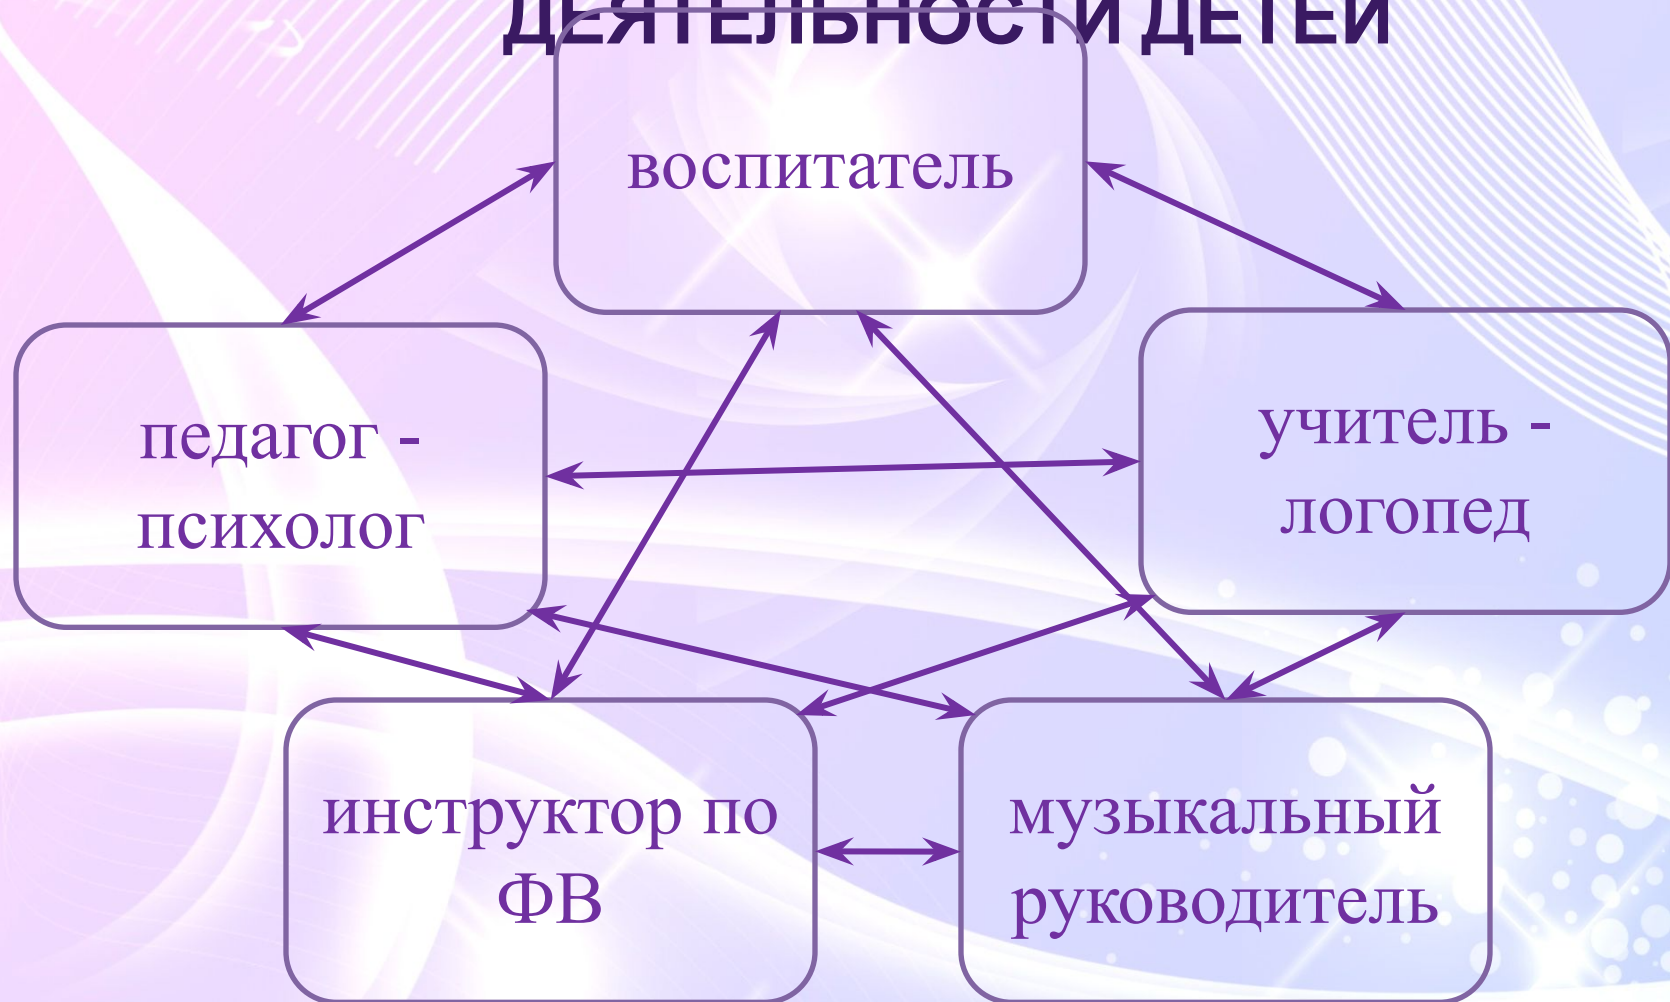 ДЕЯТЕЛЬНОСТИ ДЕТЕЙ
воспитатель
педагог -
психолог
учитель -
логопед
инструктор по
ФВ
музыкальный
руководитель